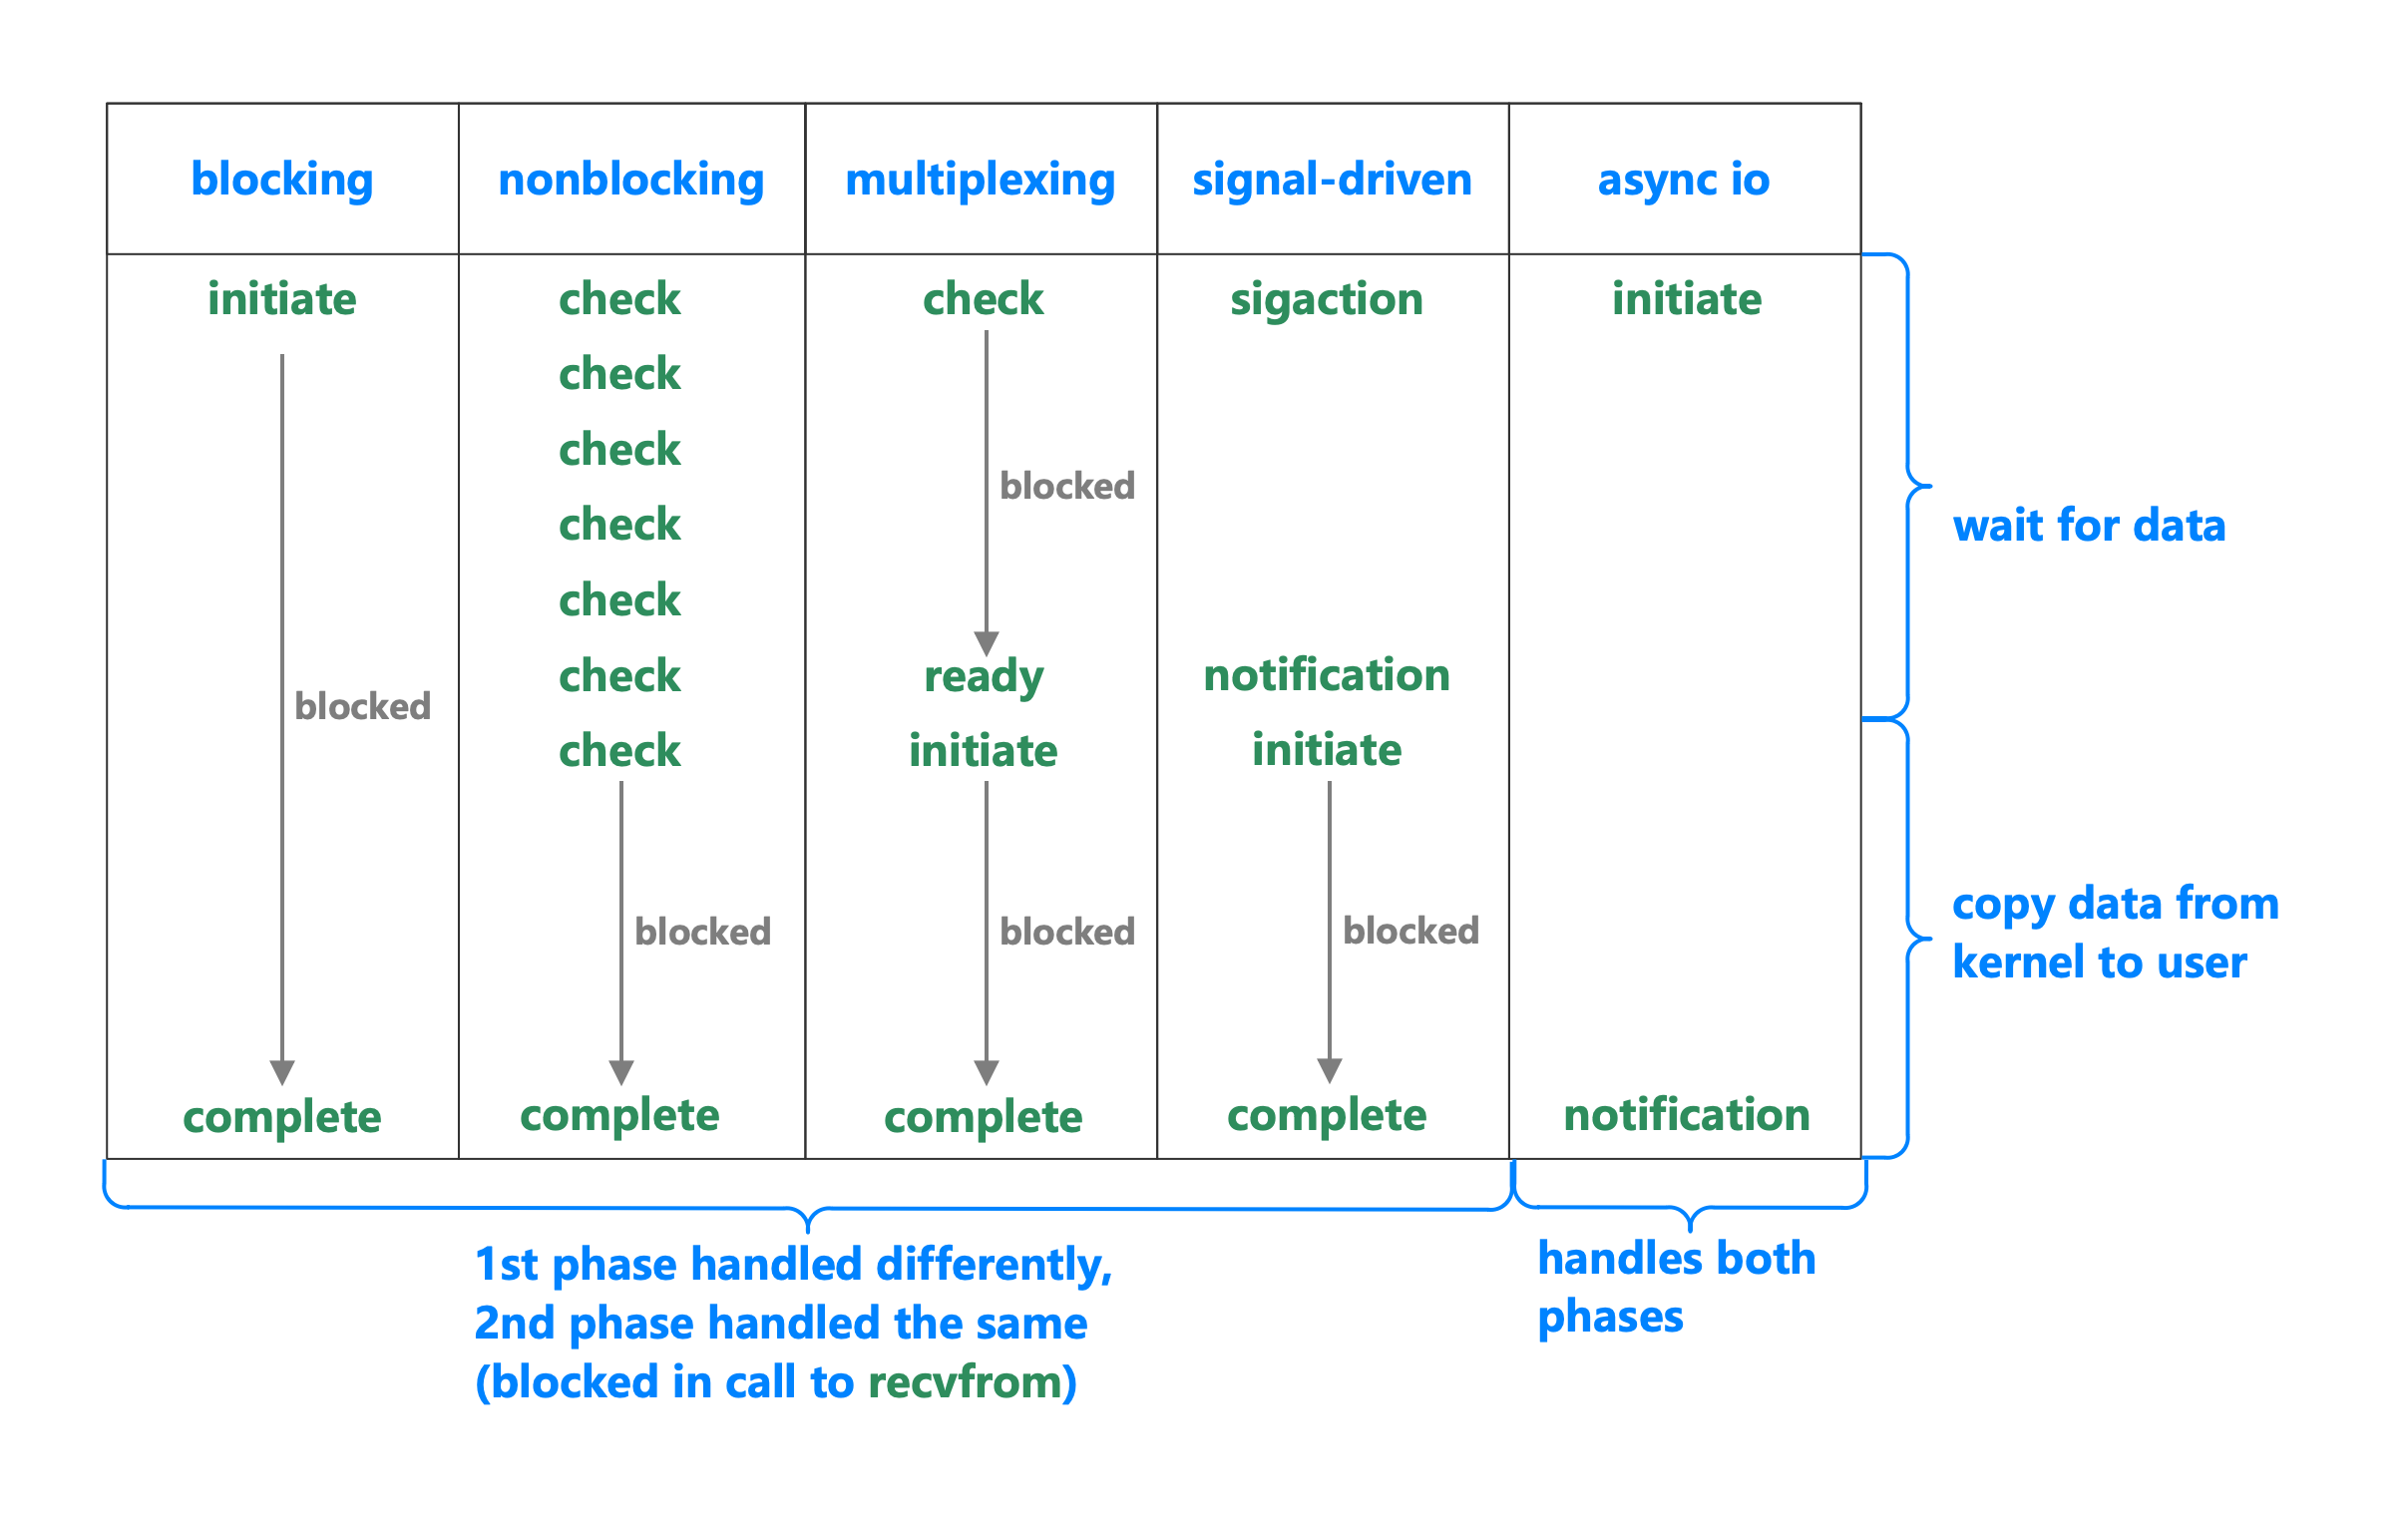 blocking
nonblocking
multiplexing
signal-driven
async io
initiate
blocked
complete
check
check
check
check
check
check
check
blocked
complete
check
blocked
ready
initiate
blocked
complete
sigaction
notification
initiate
blocked
complete
initiate
notification
wait for data
copy data from
kernel to user
1st phase handled differently,
2nd phase handled the same
(blocked in call to recvfrom)
handles both
phases